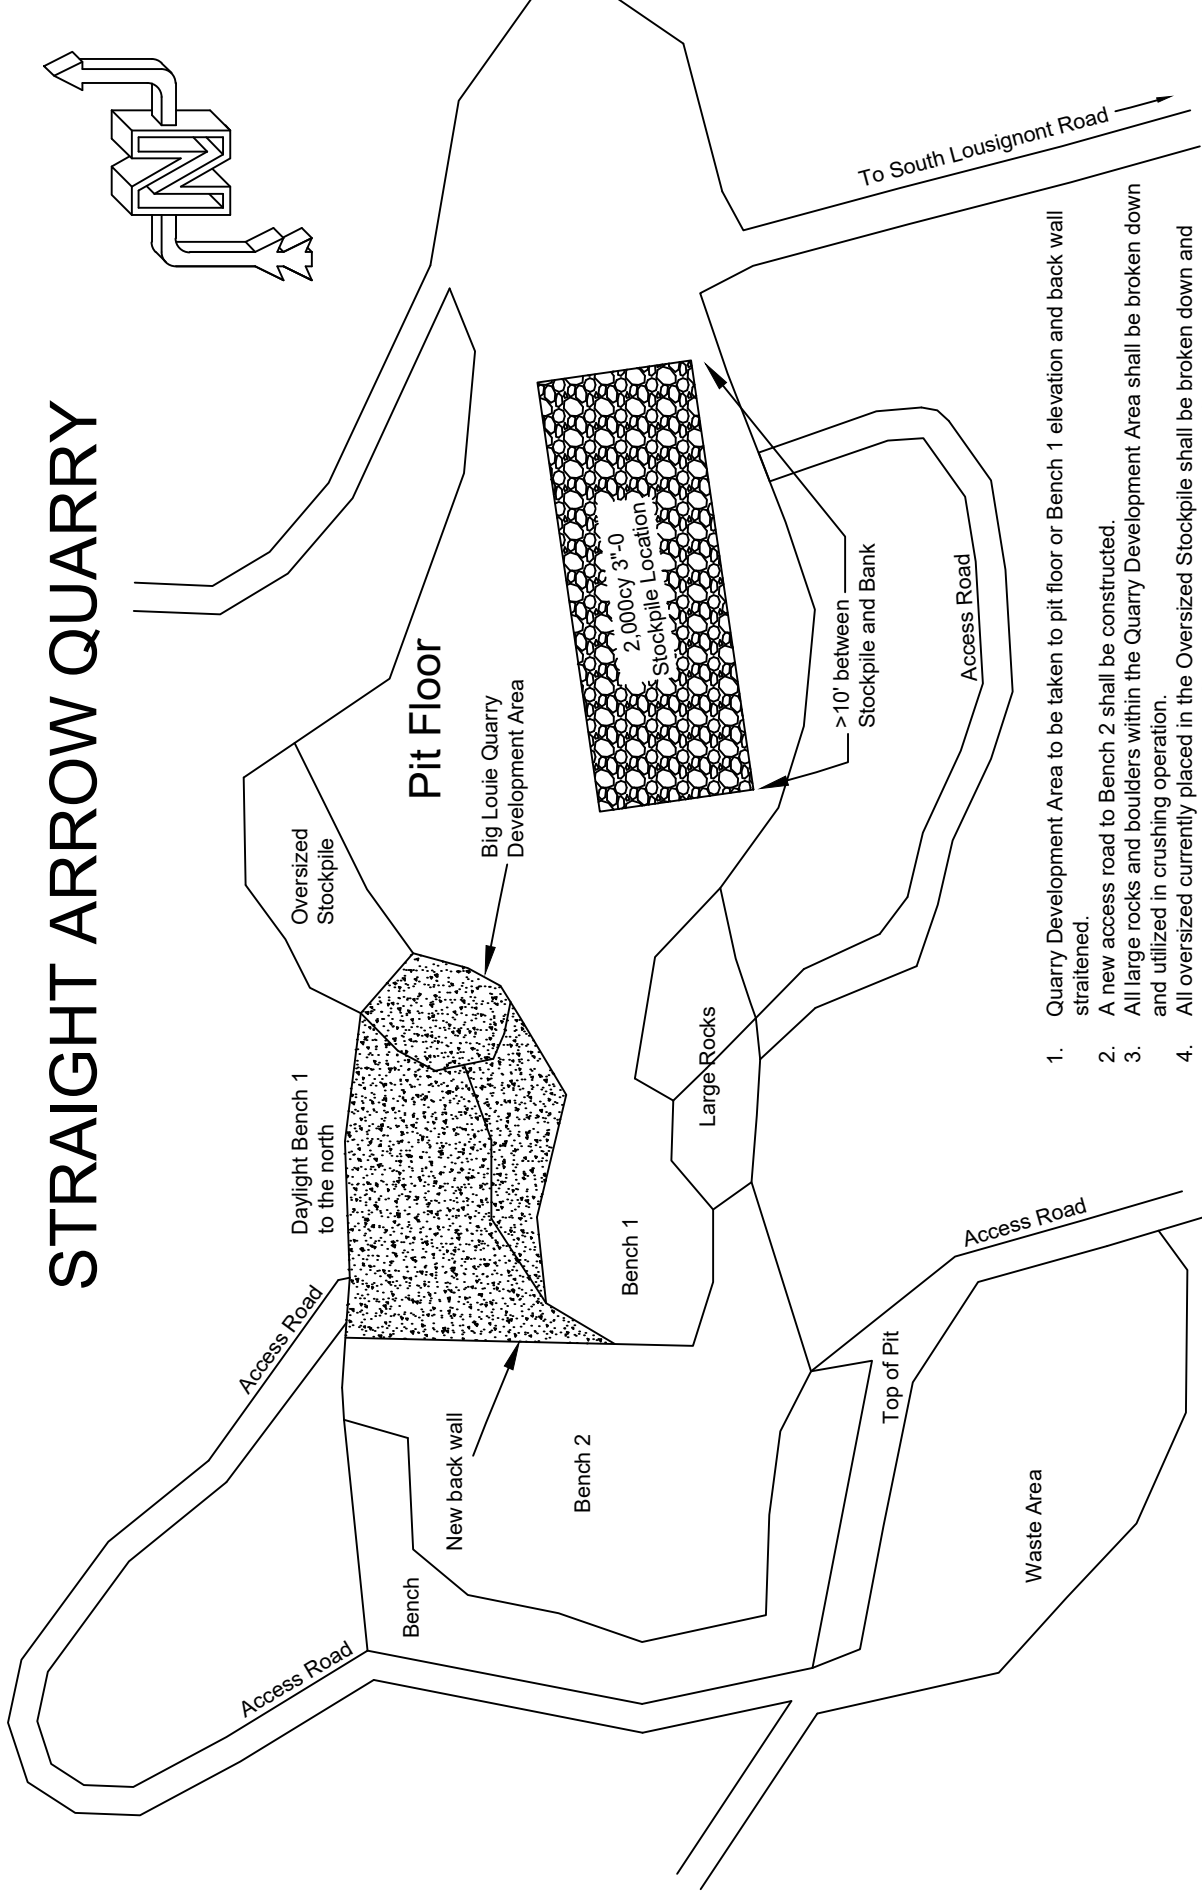 STRAIGHT ARROW QUARRY
N
Access Road
Access Road
Daylight Bench 1
to the north
Oversized
Stockpile
Bench
New back wall
Big Louie Quarry
Development Area
Pit Floor
Bench 2
Bench 1
2,000cy 3"-0
Stockpile Location
Large Rocks
>10' between
Stockpile and Bank
Top of Pit
Access Road
Access Road
To South Lousignont Road
Waste Area
1. Quarry Development Area to be taken to pit floor or Bench 1 elevation and back wall
straitened.
2. A new access road to Bench 2 shall be constructed.
3. All large rocks and boulders within the Quarry Development Area shall be broken down
and utilized in crushing operation.
4. All oversized currently placed in the Oversized Stockpile shall be broken down and